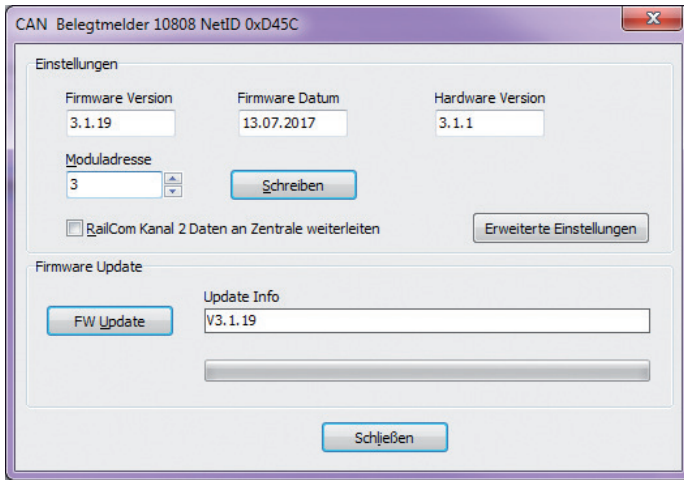 CAN Belegtmelder 10808 NetID 0xD45C
Einstellungen
Firmware Version
Firmware Datum
Hardware Version
3.1.19
13.07.2017
3.1.1
Moduladresse
3
Schreiben
RailCom Kanal 2 Daten an Zentrale weiterleiten
Erweiterte Einstellungen
Firmware Update
Update Info
FW Update
V3.1.19
Schließen